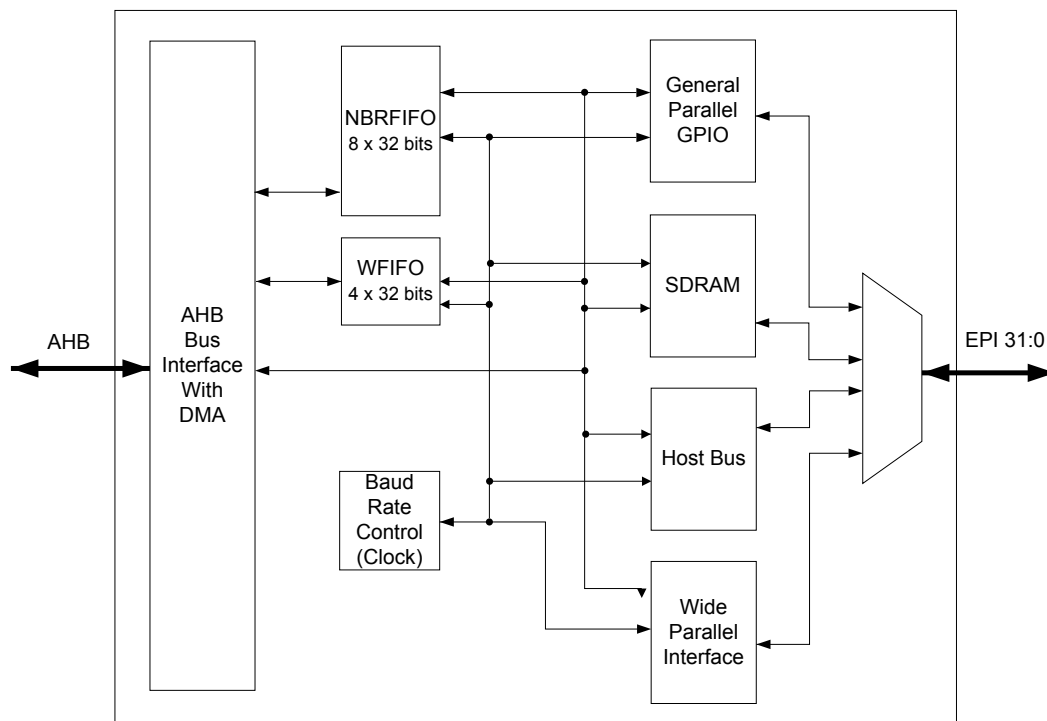 AHB
AHB
Bus
Interface
With
DMA
NBRFIFO
8 x 32 bits
WFIFO
4 x 32 bits
Baud
Rate
Control
(Clock)
General
Parallel
GPIO
SDRAM
Host Bus
Wide
Parallel
Interface
EPI 31:0